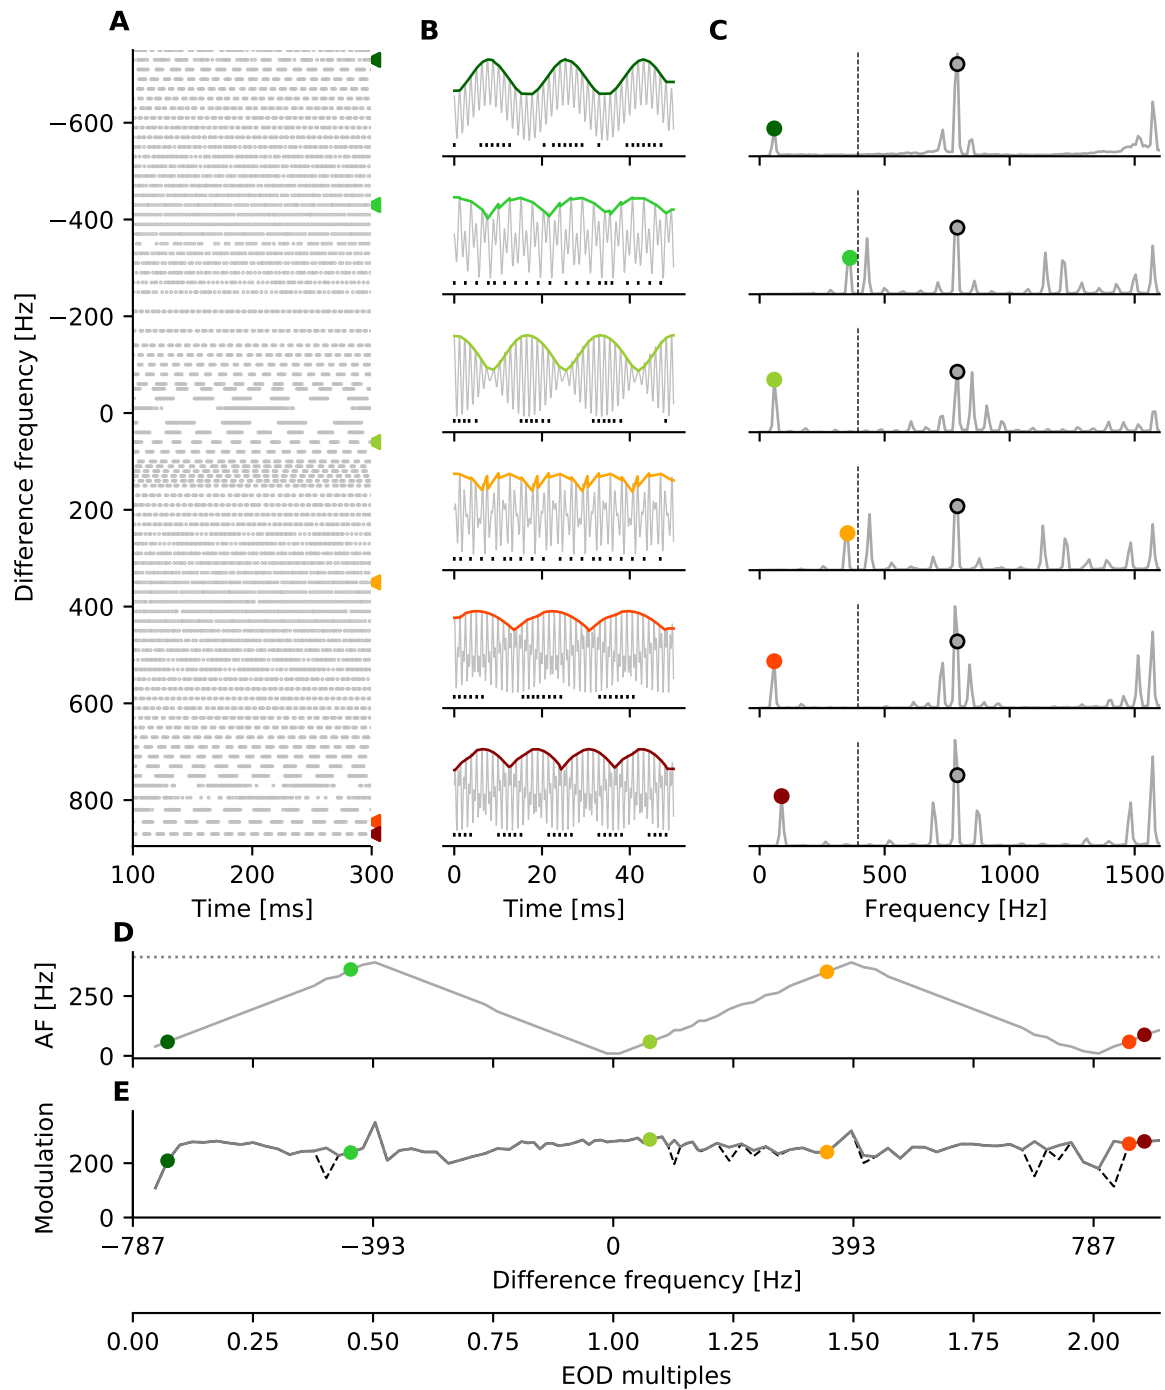 A
B
C
Difference frequency [Hz]
−600
−400
−200
0
200
400
600
800
100 200 300
Time [ms]
0 20 40
Time [ms]
0 500 1000 1500
Frequency [Hz]
D
AF [Hz]
250
0
E
Modulation
200
0
−787 −393 0 393 787
Difference frequency [Hz]
0.00 0.25 0.50 0.75 1.00 1.25 1.50 1.75 2.00
EOD multiples